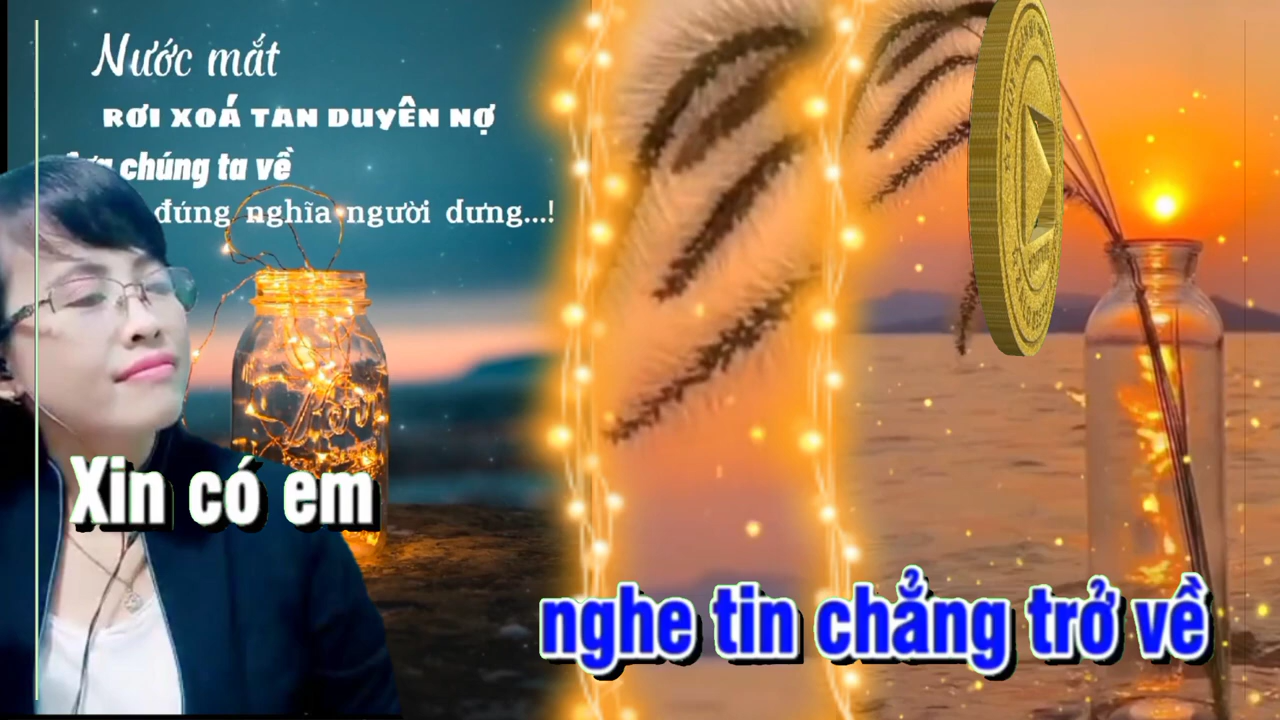 Nước mắt
RƠI XOÁ TAN DUYÊN NỢ
chúng ta về
đúng nghĩa người dưng...!
Xin có em
nghe tin chẳng trở về